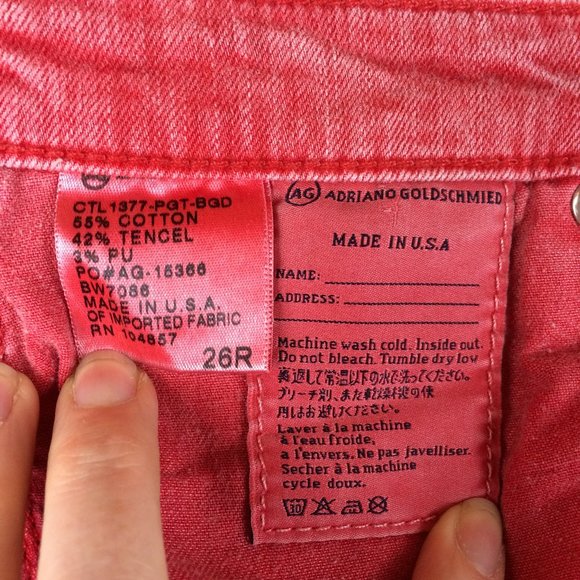 CTL1377-PGT-BGD
55% COTTON
42% TENCEL
3% PU
PO#AG-15366
BW7086
MADE IN U.S.A.
OF IMPORTED FABRIC
RN 104857
26R
AG ADRIANO GOLDSCHMIED
MADE IN U.S.A
NAME:
ADDRESS:
Machine wash cold. Inside out.
Do not bleach. Tumble dry low
裏返して常温以下の水で洗ってください。
ブリーチ剤、また乾燥機の使
用はお控えください。
Laver à la machine
à l'eau froide,
a l'envers. Ne pas javelliser.
Secher à la machine
cycle doux.
30